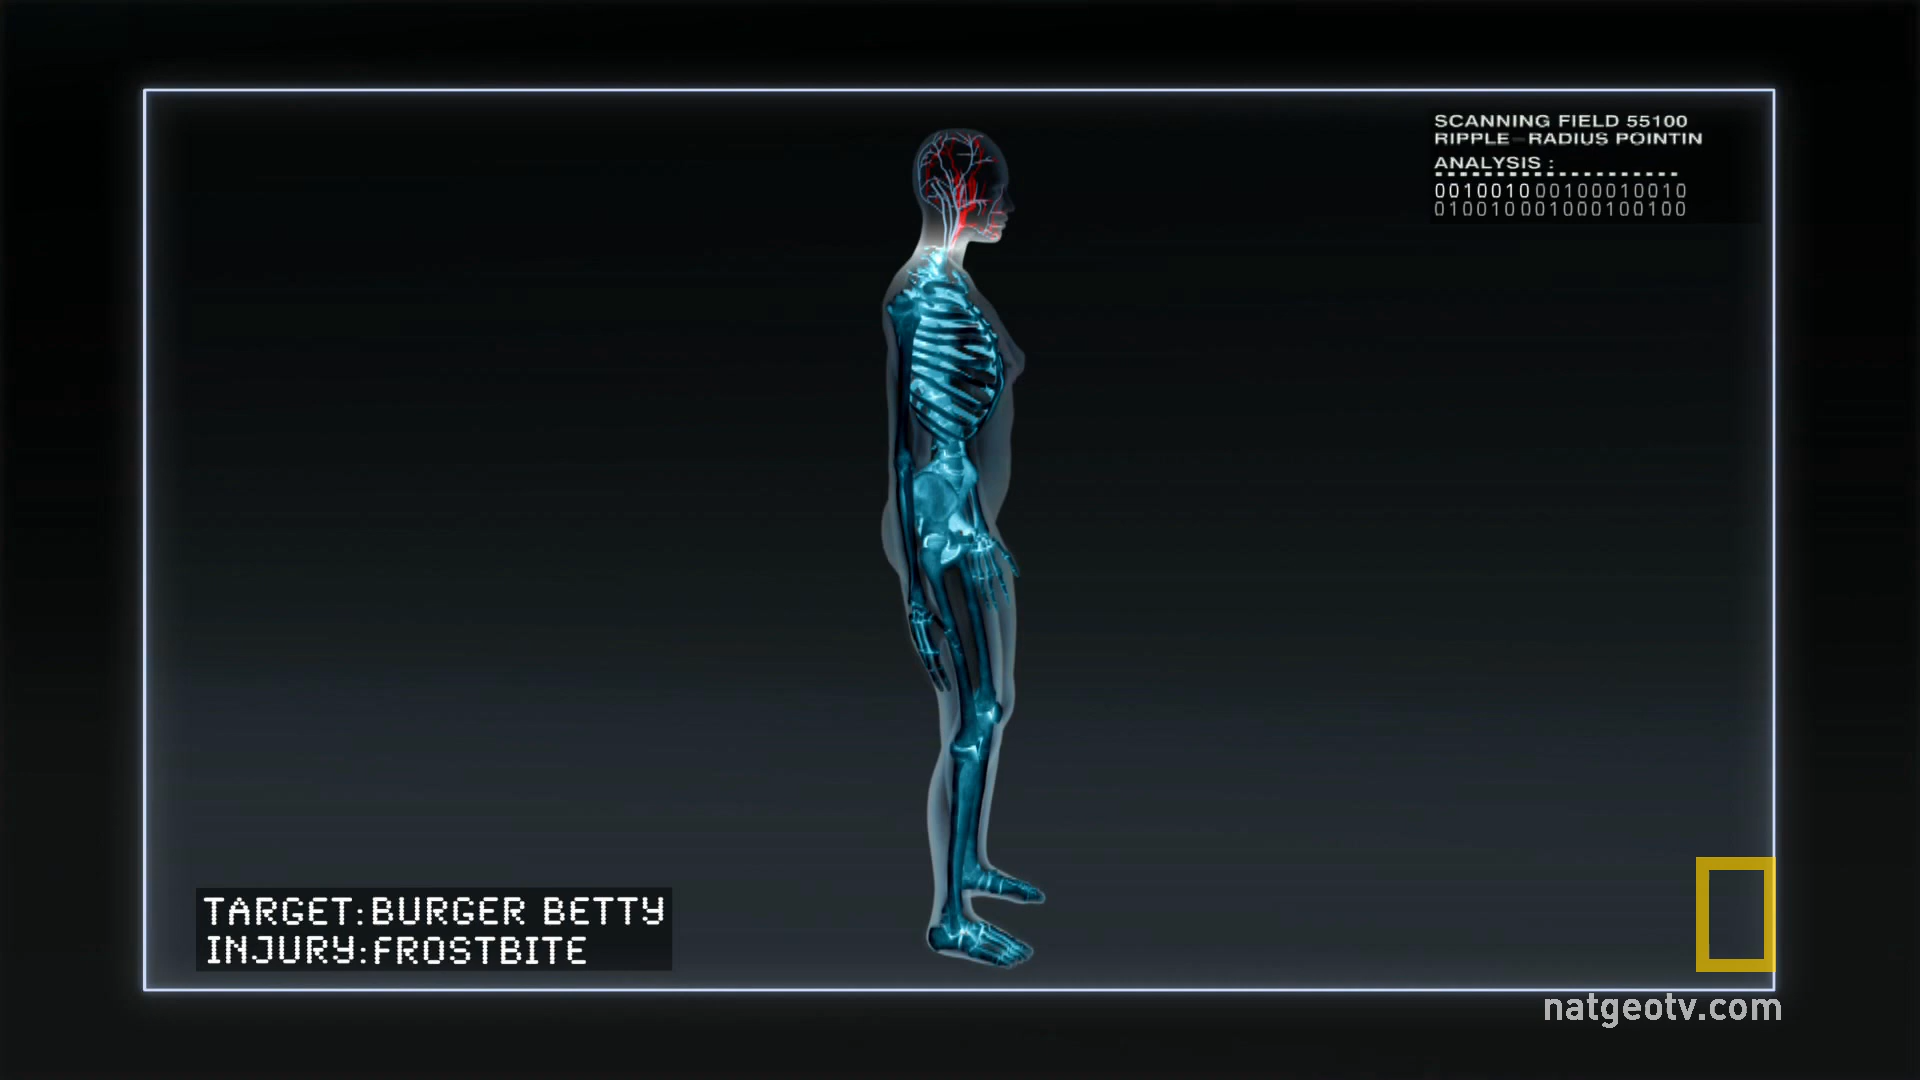 SCANNING FIELD 55100
RIPPLE-RADIUS POINTIN
ANALYSIS :
001001000100010010
010010001000100100
TARGET:BURGER BETTY
INJURY:FROSTBITE
natgeotv.com